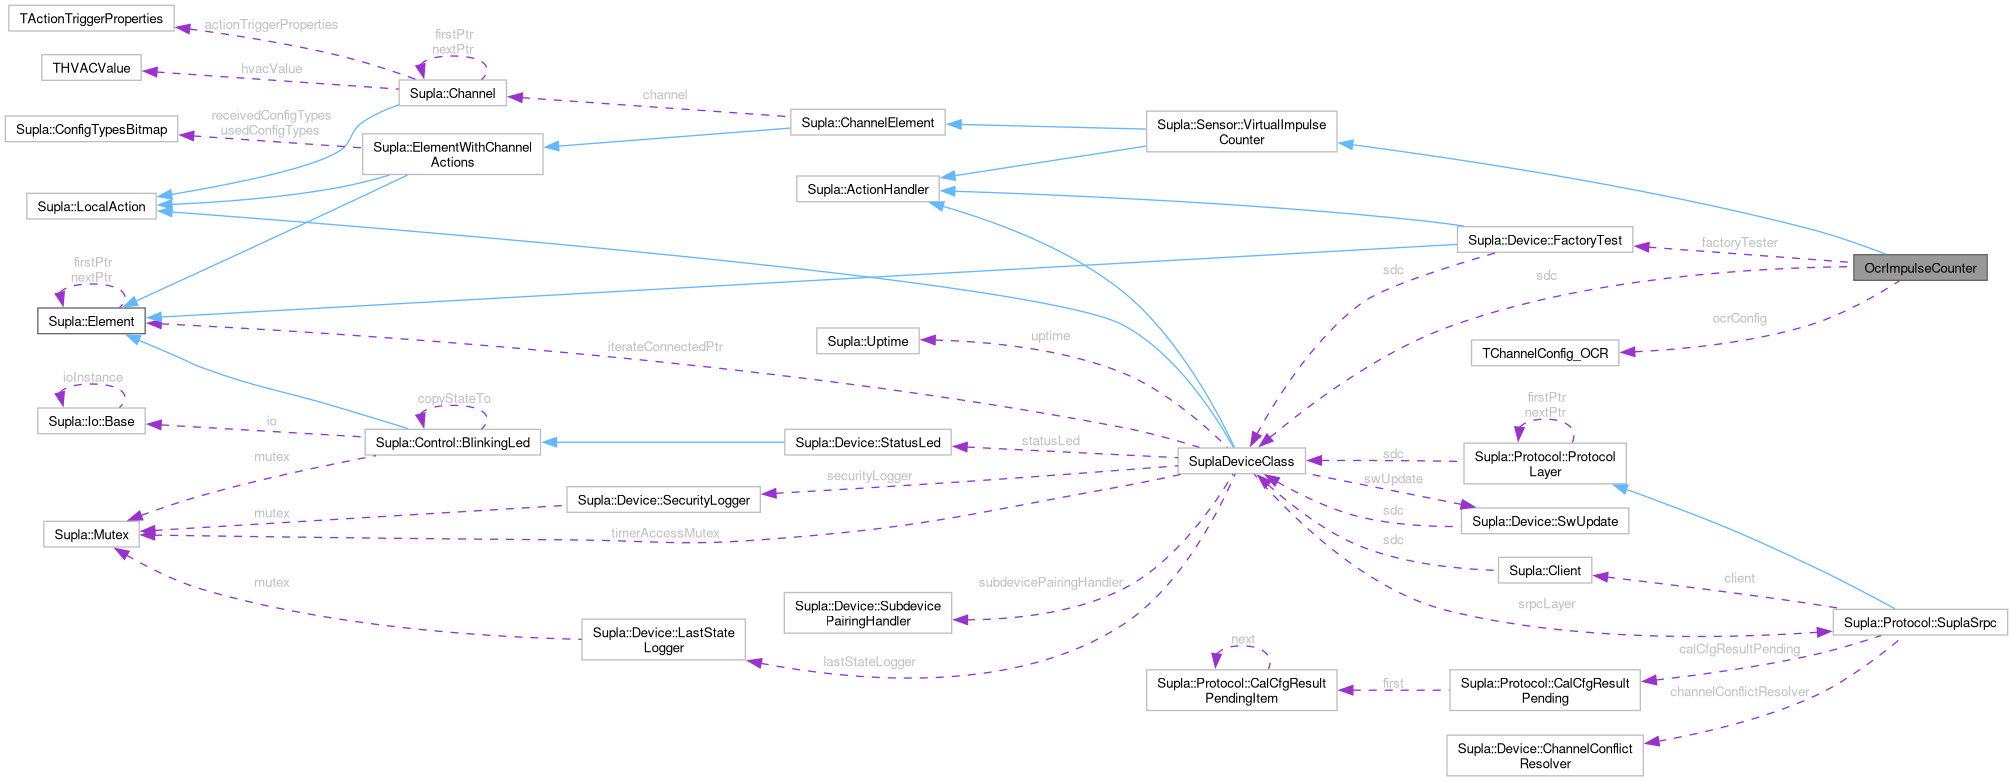 TActionTriggerProperties
actionTriggerProperties
firstPtr
nextPtr
THVACValue
hvacValue
Supla::Channel
channel
Supla::ConfigTypesBitmap
receivedConfigTypes
usedConfigTypes
Supla::ElementWithChannel
Actions
Supla::ChannelElement
Supla::Sensor::VirtualImpulse
Counter
Supla::ActionHandler
Supla::LocalAction
Supla::Device::FactoryTest
factoryTester
OcrImpulseCounter
sdc
sdc
firstPtr
nextPtr
Supla::Element
iterateConnectedPtr
Supla::Uptime
uptime
ocrConfig
TChannelConfig_OCR
ioInstance
Supla::Io::Base
io
copyStateTo
Supla::Control::BlinkingLed
Supla::Device::StatusLed
statusLed
SuplaDeviceClass
firstPtr
nextPtr
sdc
Supla::Protocol::Protocol
Layer
mutex
securityLogger
Supla::Device::SecurityLogger
mutex
swUpdate
sdc
Supla::Device::SwUpdate
Supla::Mutex
timerAccessMutex
sdc
Supla::Client
client
mutex
subdevicePairingHandler
Supla::Device::Subdevice
PairingHandler
srpcLayer
Supla::Protocol::SuplaSrpc
Supla::Device::LastState
Logger
lastStateLogger
next
Supla::Protocol::CalCfgResult
PendingItem
first
Supla::Protocol::CalCfgResult
Pending
calCfgResultPending
channelConflictResolver
Supla::Device::ChannelConflict
Resolver